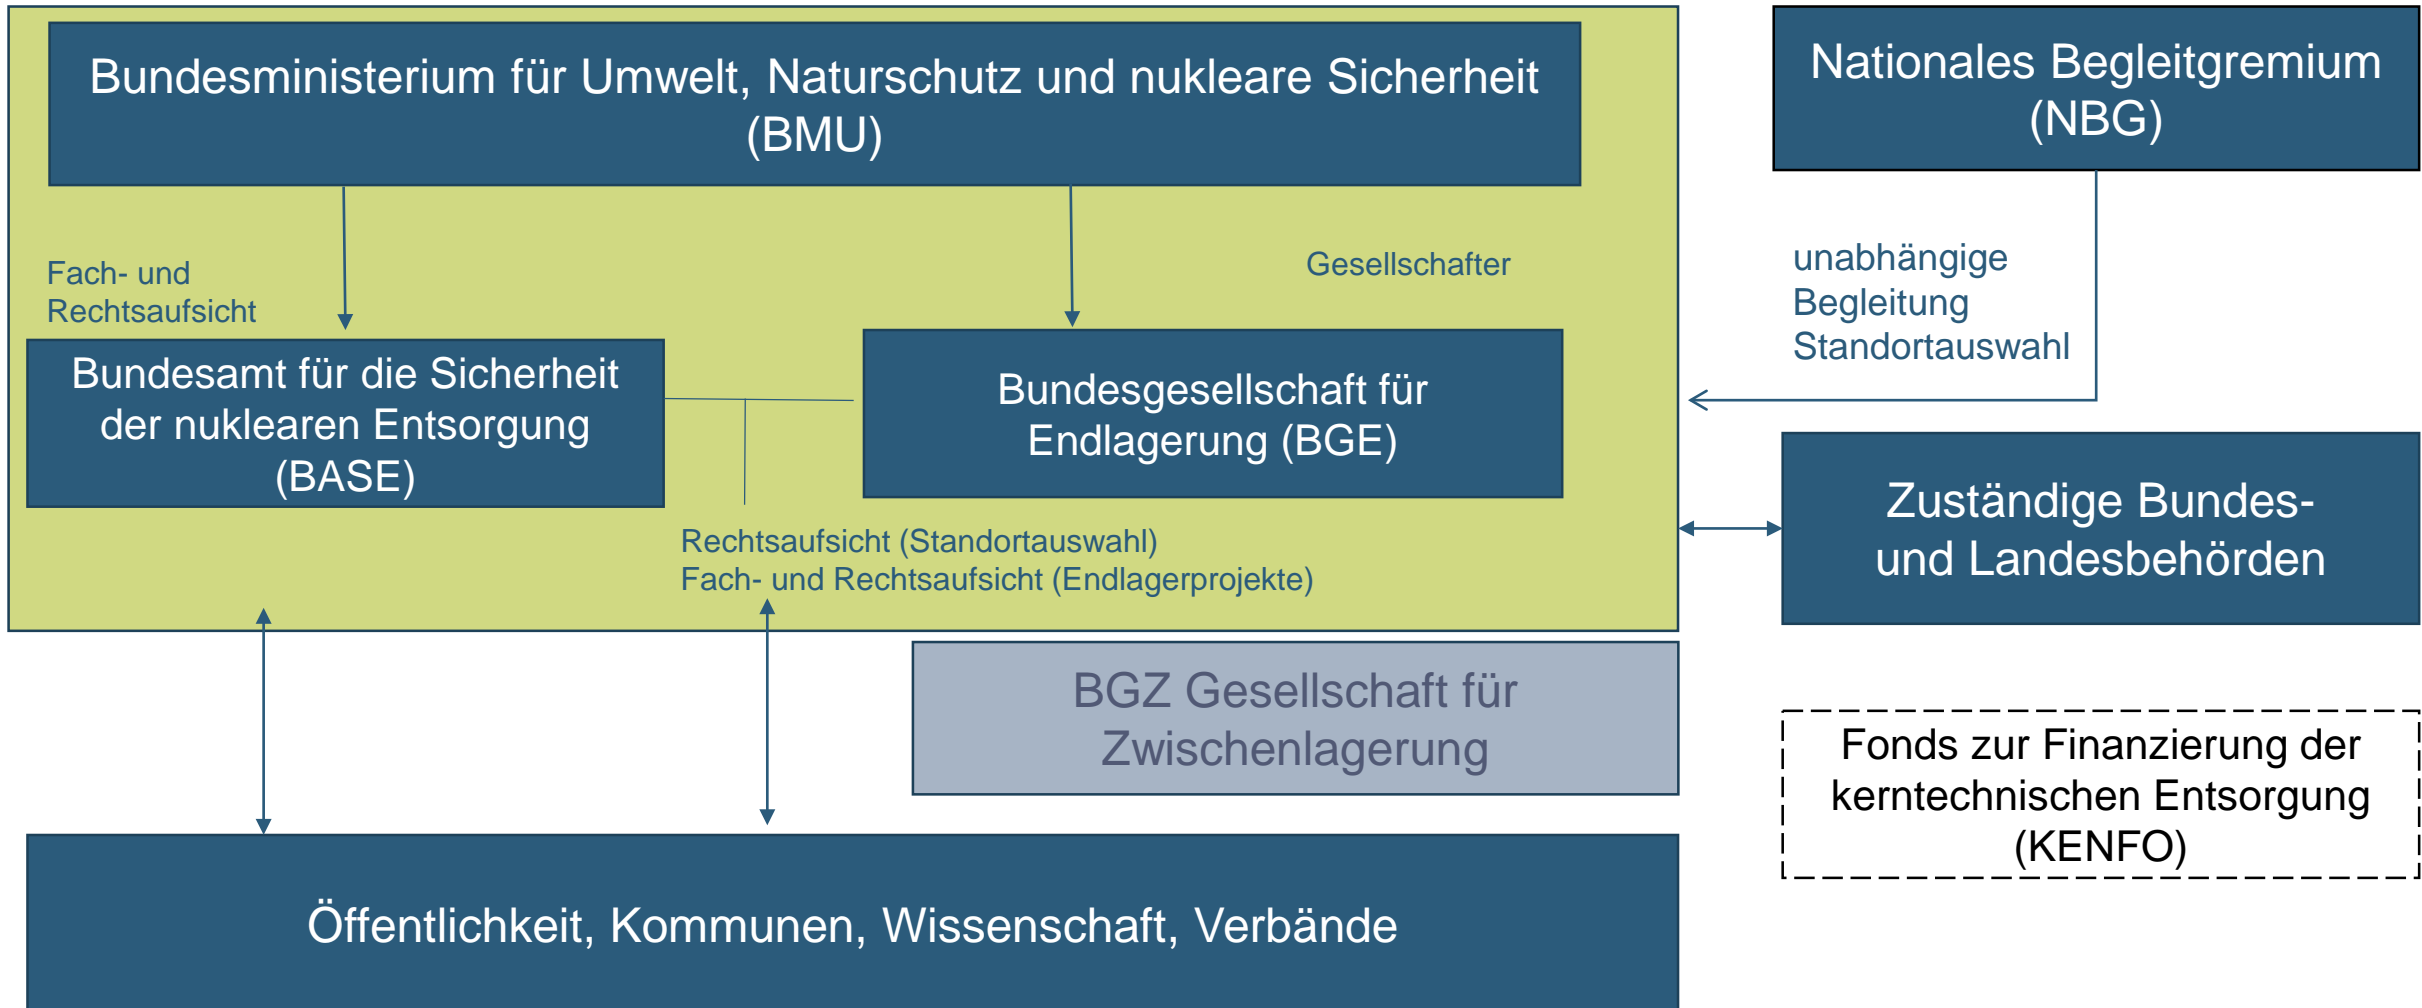 Bundesministerium für Umwelt, Naturschutz und nukleare Sicherheit
(BMU)
Nationales Begleitgremium
(NBG)
Fach- und
Rechtsaufsicht
Gesellschafter
unabhängige
Begleitung
Standortauswahl
Bundesamt für die Sicherheit
der nuklearen Entsorgung
(BASE)
Bundesgesellschaft für
Endlagerung (BGE)
Rechtsaufsicht (Standortauswahl)
Fach- und Rechtsaufsicht (Endlagerprojekte)
Zuständige Bundes-
und Landesbehörden
BGZ Gesellschaft für
Zwischenlagerung
Fonds zur Finanzierung der
kerntechnischen Entsorgung
(KENFO)
Öffentlichkeit, Kommunen, Wissenschaft, Verbände